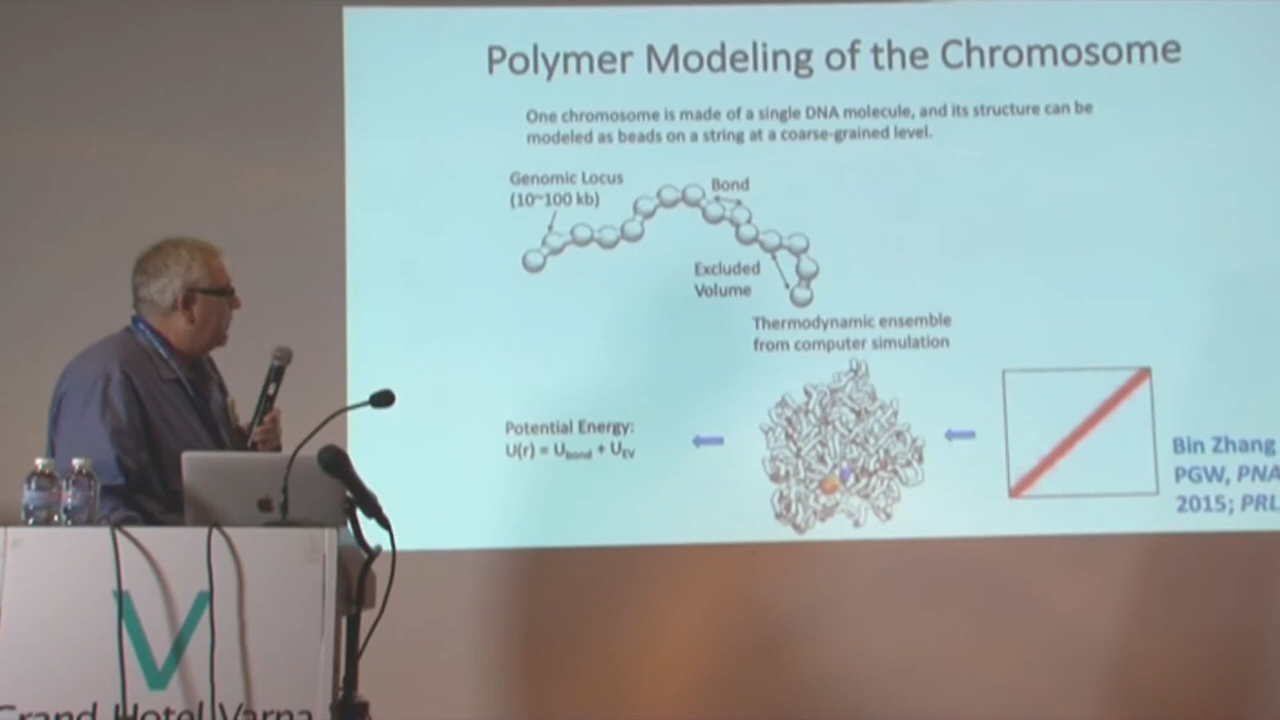 Polymer Modeling of the Chromosome
One chromosome is made of a single DNA molecule, and its structure can be
modeled as beads on a string at a coarse-grained level.
Genomic Locus
(10~100 kb)
Bond
Excluded
Volume
Thermodynamic ensemble
from computer simulation
Potential Energy:
U(r) = Ubond + UEV
Bin Zhang
PGW, PNA
2015; PRL
V
Grand Hotel Varna